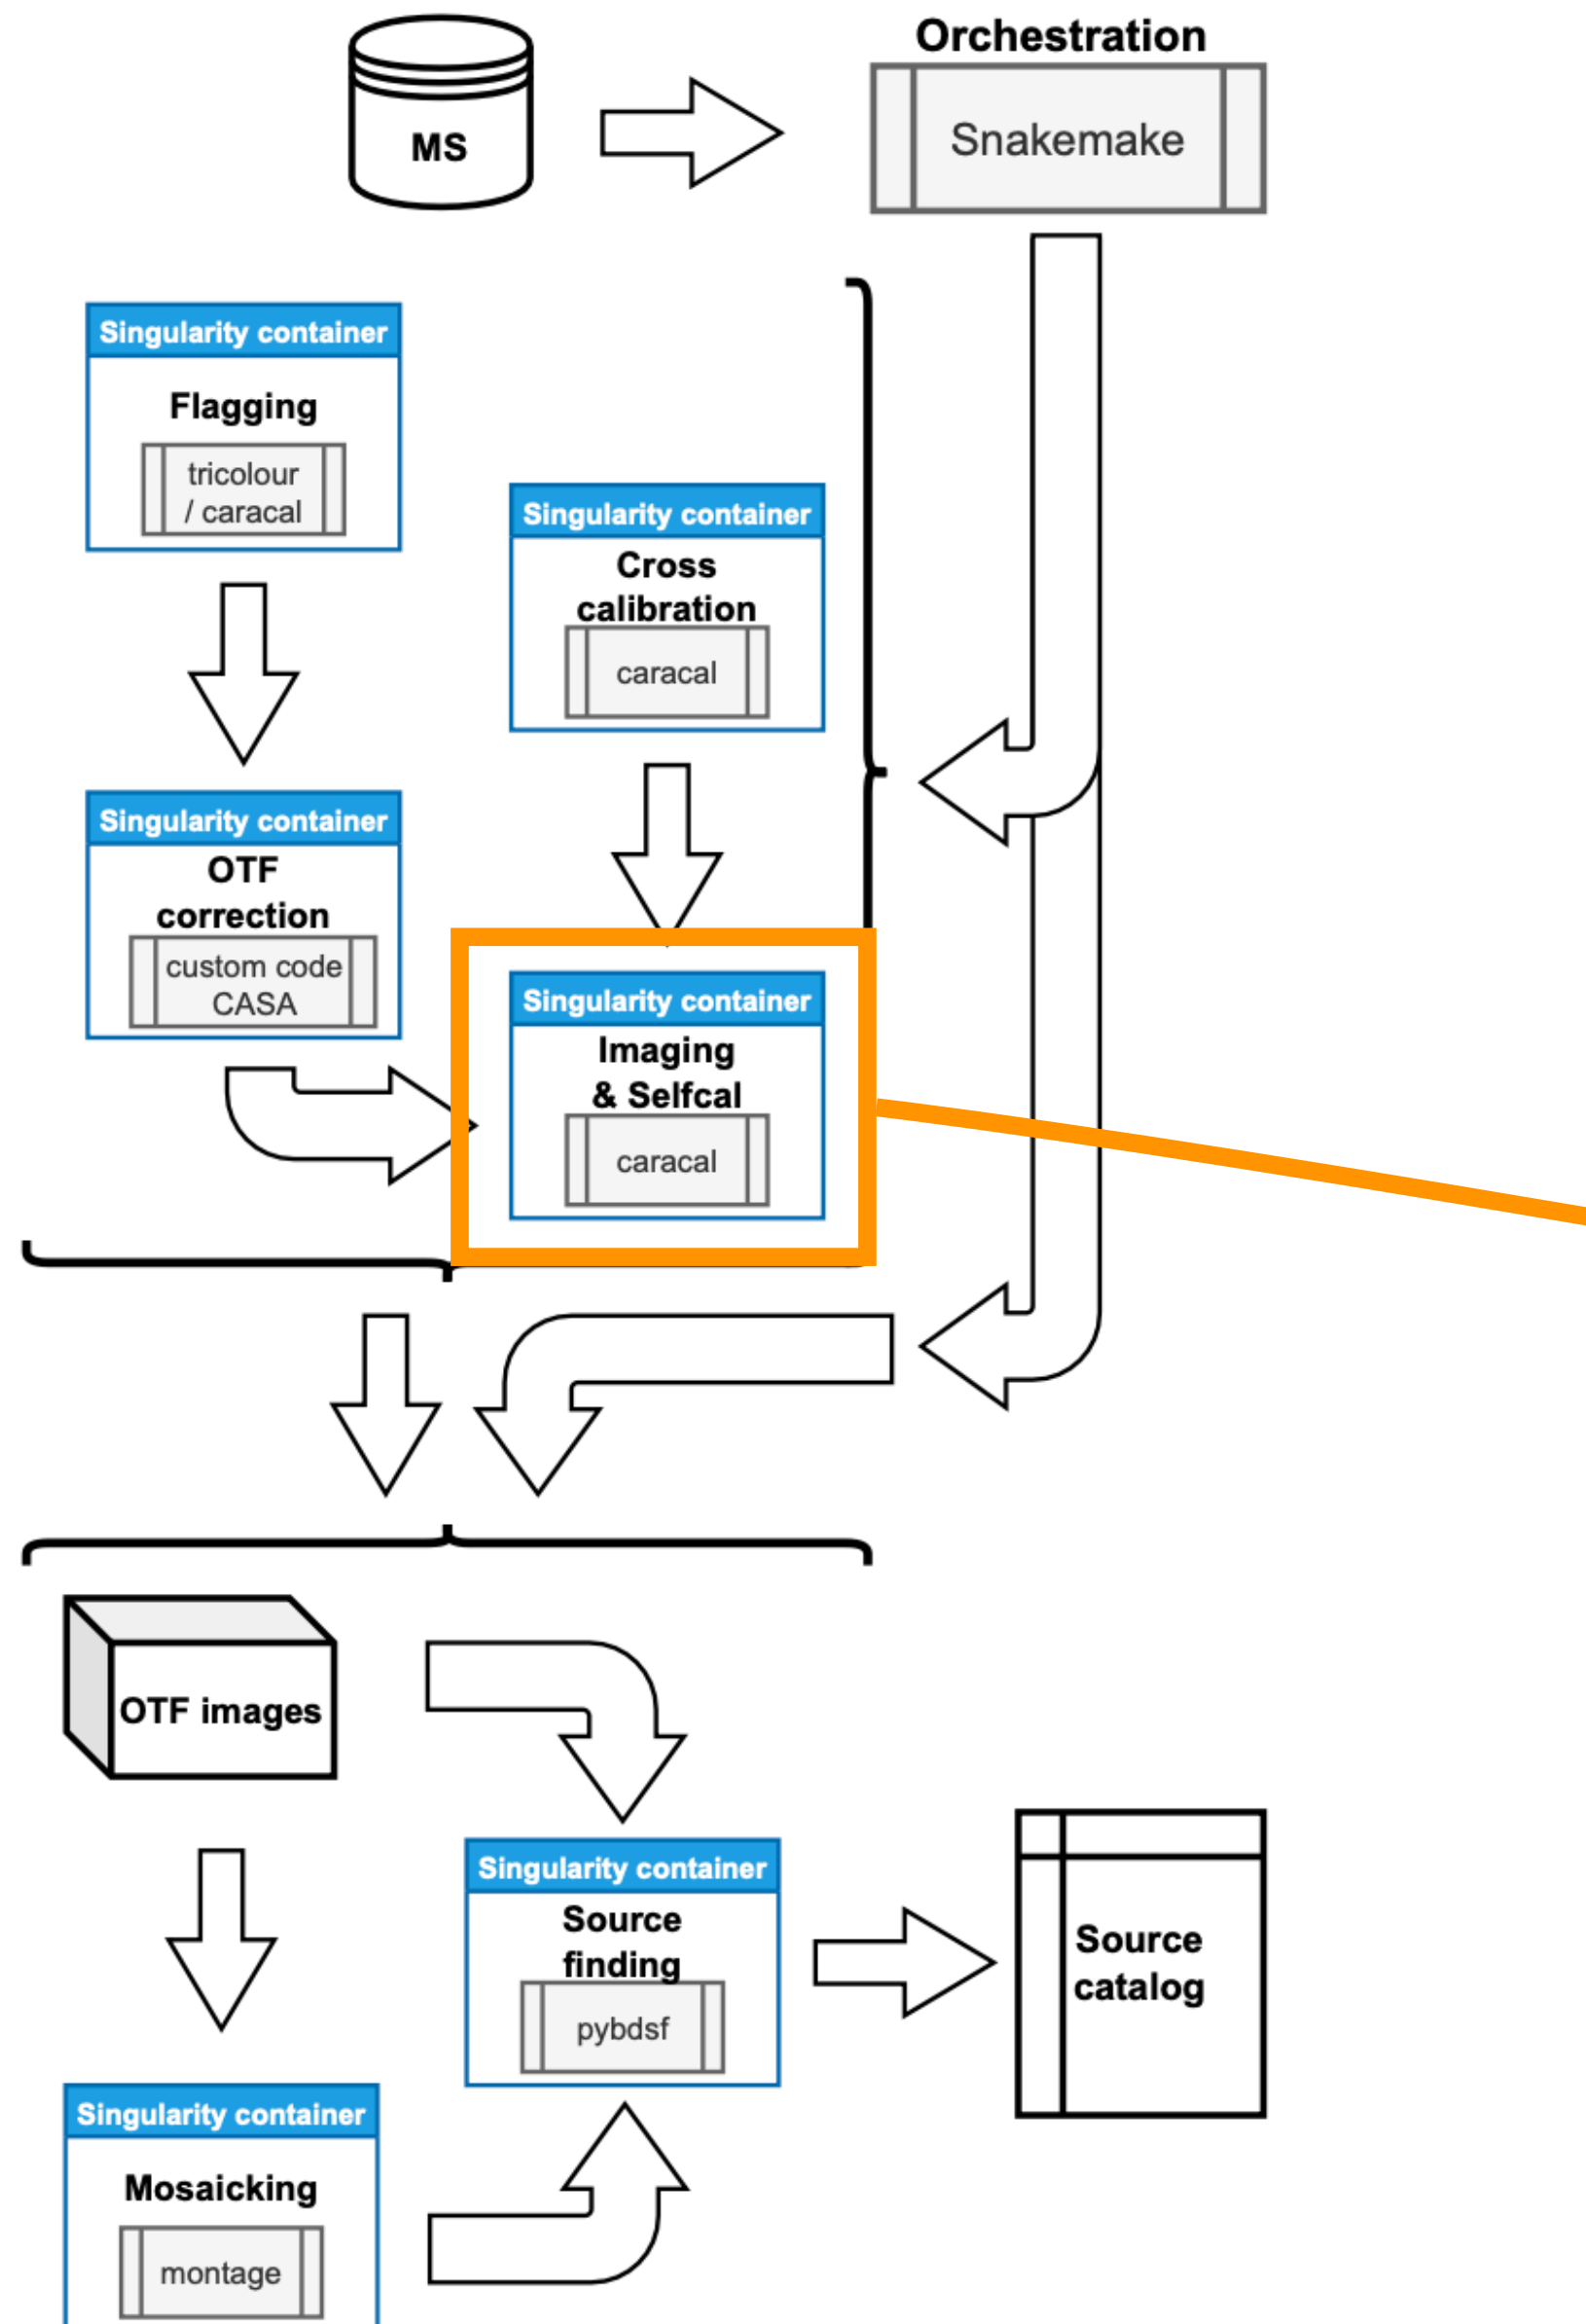 Orchestration
MS
Snakemake
Singularity container
Flagging
tricolour
/ caracal
Singularity container
Cross
calibration
caracal
Singularity container
OTF
correction
custom code
CASA
Singularity container
Imaging
& Selfcal
caracal
OTF images
Singularity container
Source
finding
pybdsf
Source
catalog
Singularity container
Mosaicking
montage